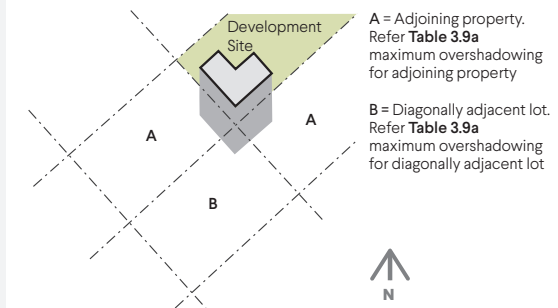 Development
Site
A = Adjoining property.
Refer Table 3.9a
maximum overshadowing
for adjoining property
B = Diagonally adjacent lot.
Refer Table 3.9a
maximum overshadowing
for diagonally adjacent lot
A
A
B
N